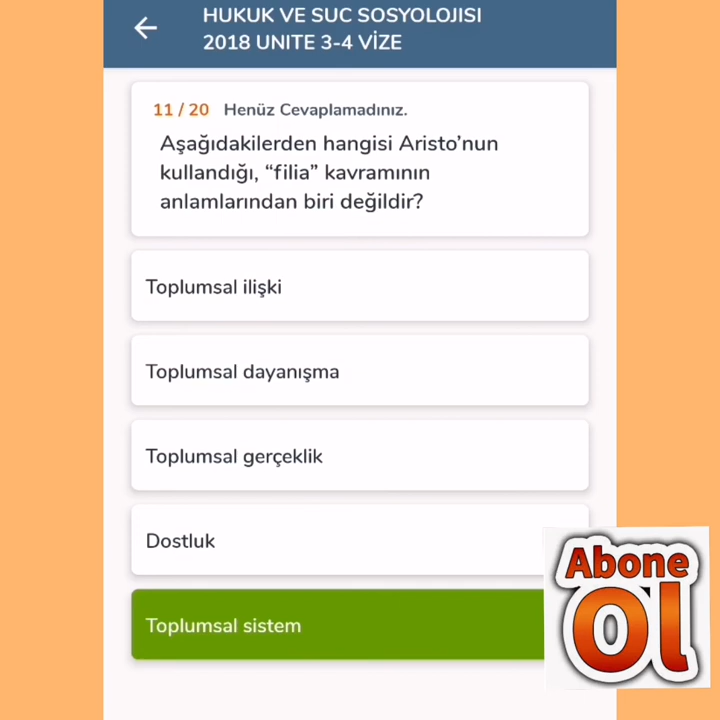 HUKUK VE SUC SOSYOLOJISI
2018 UNITE 3-4 VİZE
11 / 20 Henüz Cevaplamadınız.
Aşağıdakilerden hangisi Aristo’nun
kullandığı, “filia” kavramının
anlamlarından biri değildir?
Toplumsal ilişki
Toplumsal dayanışma
Toplumsal gerçeklik
Dostluk
Toplumsal sistem
Abone
Ol